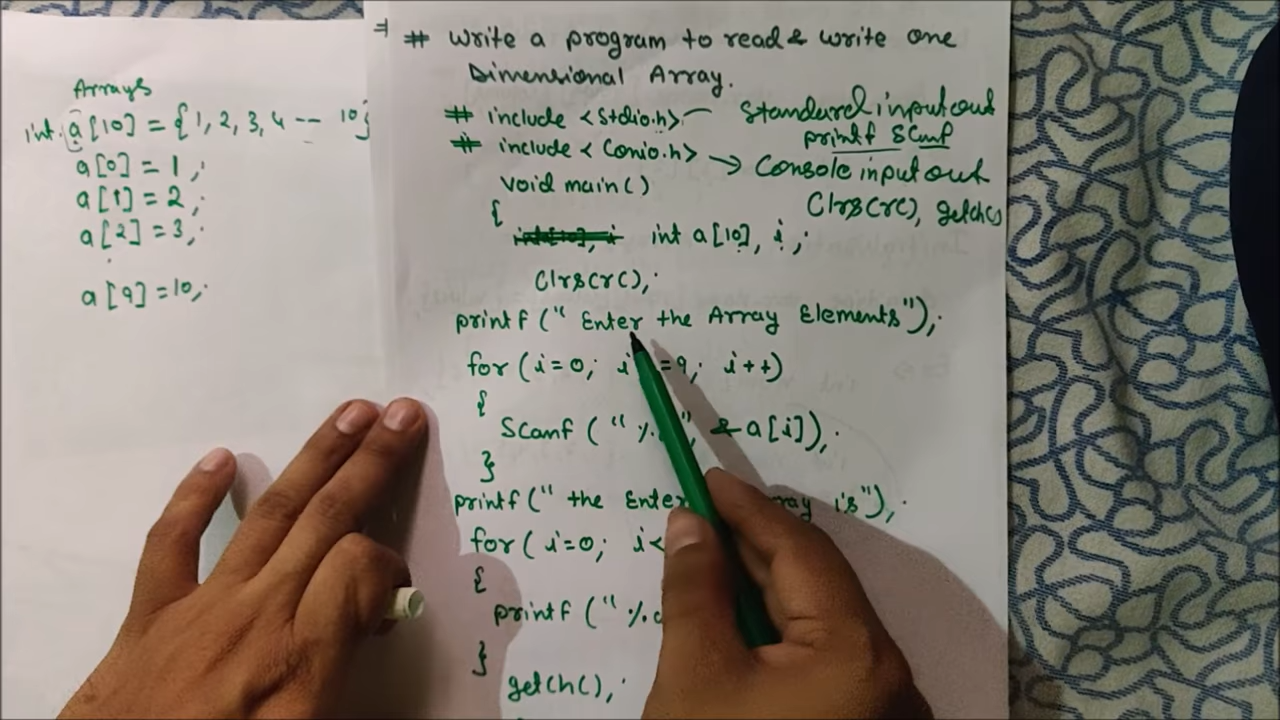 Arrays
int a[10] = {1, 2, 3, 4 -- 10}
a[0] = 1;
a[1] = 2;
a[2] = 3;
a[9] = 10;
# Write a program to read & write one
Dimensional Array.
# include <Stdio.h> — Standard input out
printf scanf
# include < Conio.h> → Console input out
Void main()
Clrscr(), getch()
{
int a[10], i;
Clrscr();
printf (" Enter the Array Elements");
for (i=0; i =9; i++)
{
Scanf (" %. ", & a[i]);
}
printf (" the Enter is");
for ( i=0; i<
{
printf (" %d
}
getch();